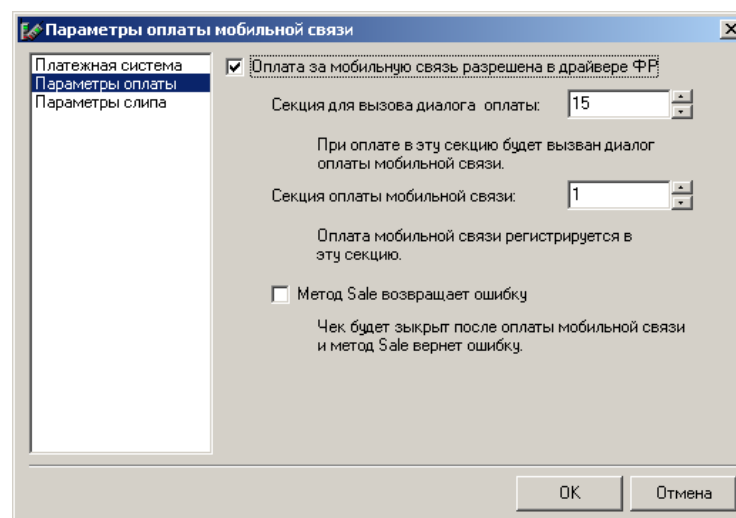 Параметры оплаты мобильной связи
Платежная система
Параметры оплаты
Параметры слипа
Оплата за мобильную связь разрешена в драйвере ФР
Секция для вызова диалога оплаты: 15
При оплате в эту секцию будет вызван диалог
оплаты мобильной связи.
Секция оплаты мобильной связи: 1
Оплата мобильной связи регистрируется в
эту секцию.
Метод Sale возвращает ошибку
Чек будет зыкрыт после оплаты мобильной связи
и метод Sale вернет ошибку.
OK Отмена